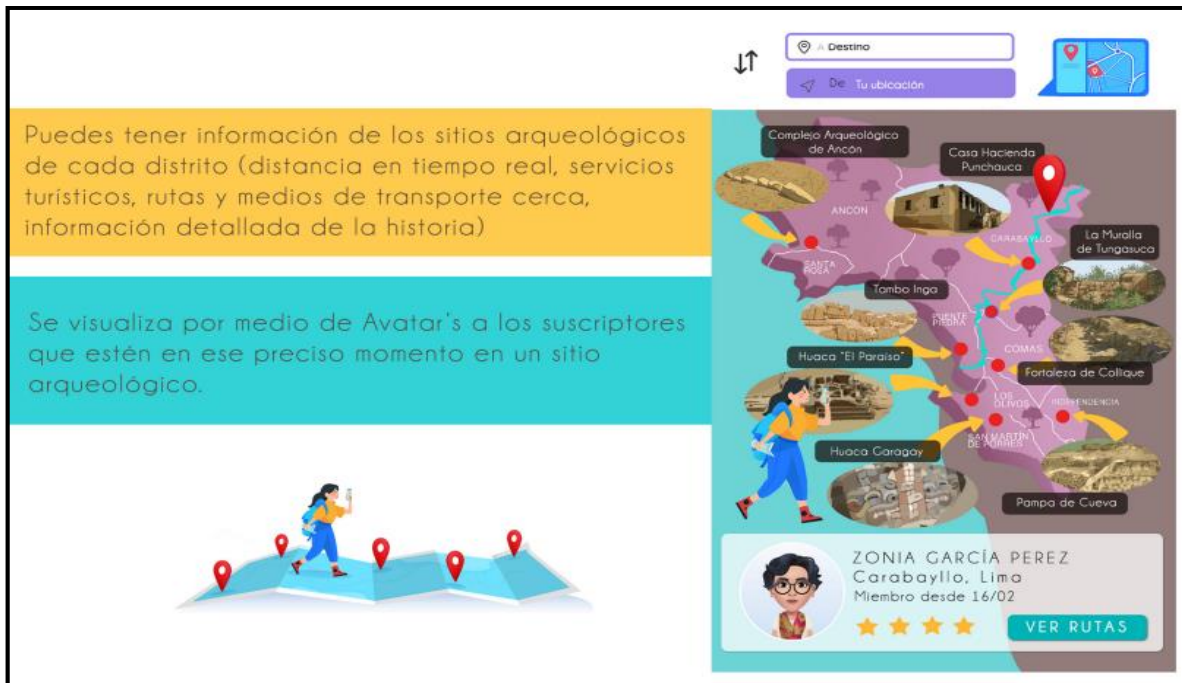 A Destino
De Tu ubicación
Puedes tener información de los sitios arqueológicos
de cada distrito (distancia en tiempo real, servicios
turísticos, rutas y medios de transporte cerca,
información detallada de la historia)
Se visualiza por medio de Avatar's a los suscriptores
que estén en ese preciso momento en un sitio
arqueológico.
Complejo Arqueológico
de Ancón
Casa Hacienda
Punchauca
ANCON
CARABAYLLO
La Muralla
de Tungasuca
SANTA
ROSA
Tambo Inga
PUENTE
PIEDRA
COMAS
Huaca "El Paraíso"
Fortaleza de Collique
LOS
OLIVOS
INDEPENDENCIA
SAN MARTÍN
DE PORRES
Huaca Garagay
Pampa de Cueva
ZONIA GARCÍA PEREZ
Carabayllo, Lima
Miembro desde 16/02
VER RUTAS